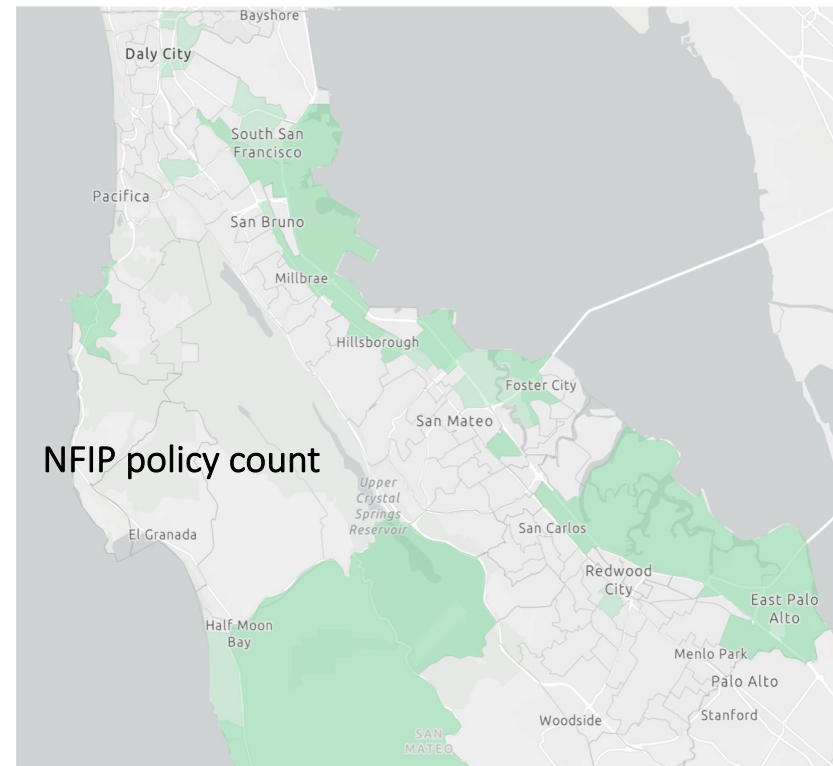 Bayshore
Daly City
South San
Francisco
Pacifica
San Bruno
Millbrae
Hillsborough
Foster City
San Mateo
NFIP policy count
Upper
Crystal
Springs
Reservoir
El Granada
San Carlos
Redwood
City
East Palo
Alto
Half Moon
Bay
Menlo Park
Palo Alto
Woodside
Stanford
SAN
MATEO